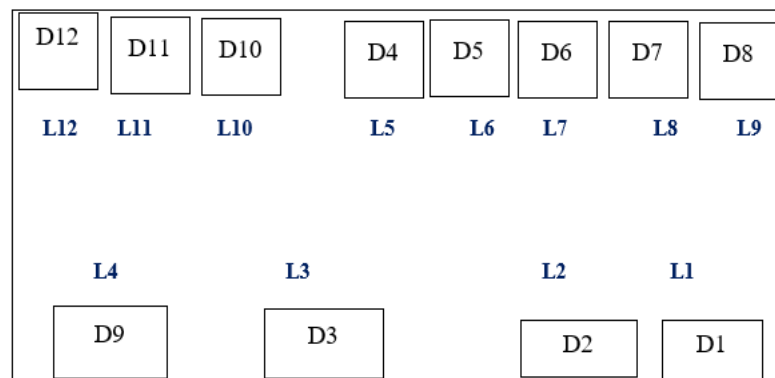 D12 D11 D10 D4 D5 D6 D7 D8
L12 L11 L10 L5 L6 L7 L8 L9
L4 L3 L2 L1
D9 D3 D2 D1